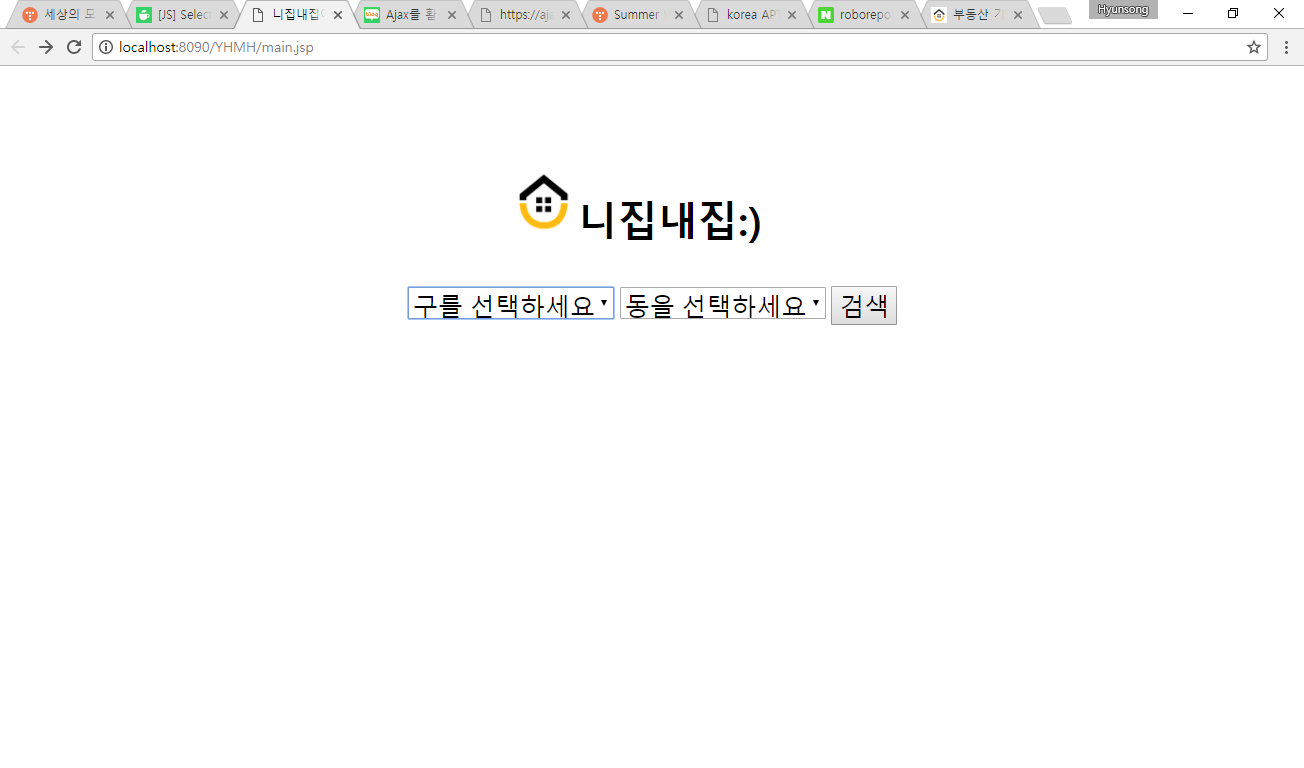 세상의 모 [JS] Selec 니집내집 Ajax를 활 https://aja Summer korea AP roborepo 부동산 Hyunsong
localhost:8090/YHMH/main.jsp
니집내집:)
구를 선택하세요 동을 선택하세요 검색